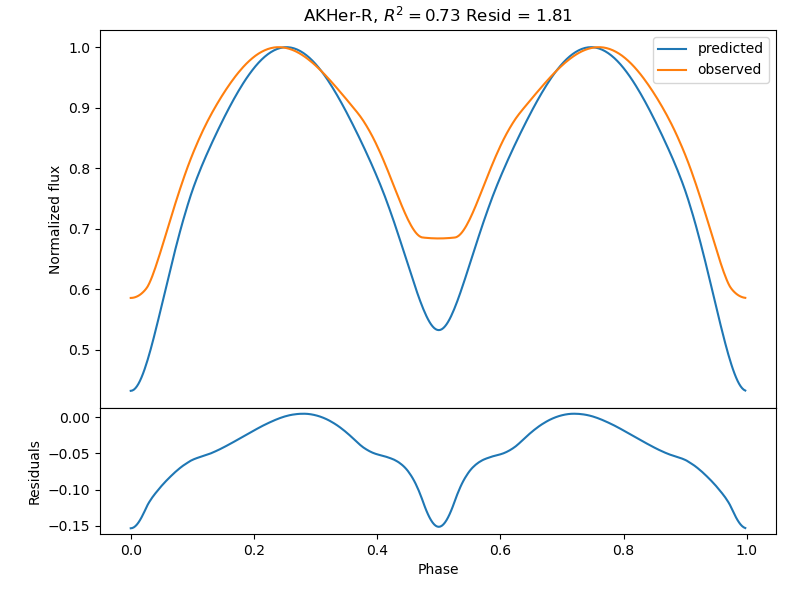 AKHer-R, R² = 0.73 Resid = 1.81
predicted
observed
Normalized flux
1.0
0.9
0.8
0.7
0.6
0.5
Residuals
0.00
−0.05
−0.10
−0.15
0.0 0.2 0.4 0.6 0.8 1.0
Phase